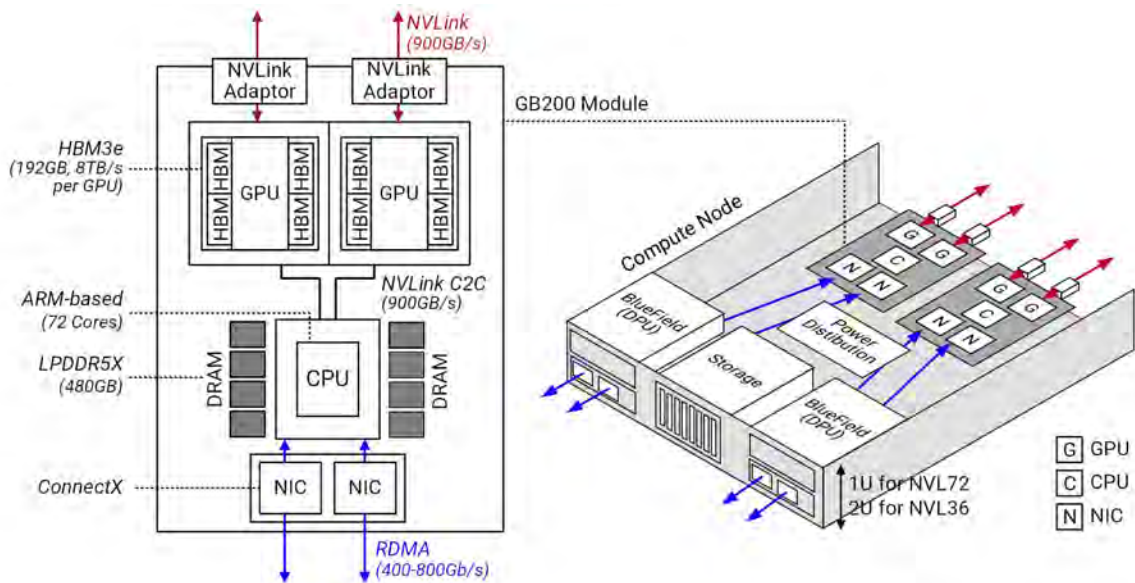 NVLink
(900GB/s)
NVLink
Adaptor
NVLink
Adaptor
GB200 Module
HBM3e
(192GB, 8TB/s
per GPU)
HBM HBM
GPU
HBM HBM
HBM HBM
GPU
HBM HBM
NVLink C2C
(900GB/s)
ARM-based
(72 Cores)
LPDDR5X
(480GB)
DRAM
CPU
DRAM
ConnectX
NIC
NIC
RDMA
(400-800Gb/s)
Compute Node
G
G
C
N
N
G
G
C
N
N
BlueField
(DPU)
Power
Distibution
Storage
BlueField
(DPU)
1U for NVL72
2U for NVL36
G GPU
C CPU
N NIC